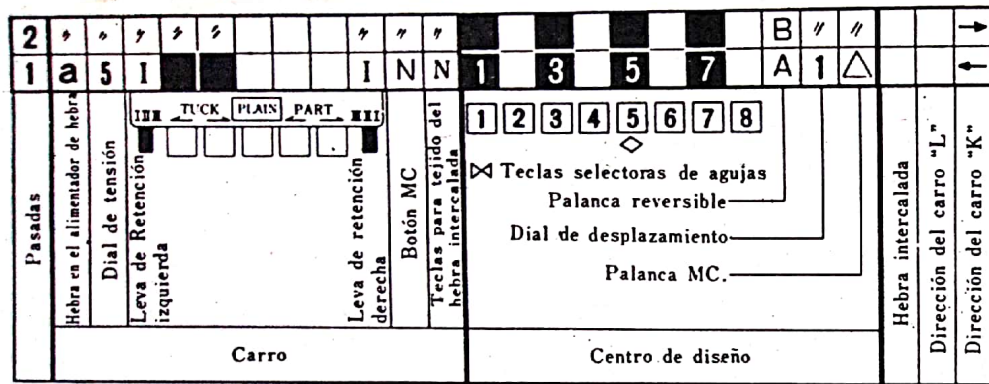 2 〃 〃 〃 〃 〃 〃 〃 〃 B 〃 〃 →
1 a 5 I I N N 1 3 5 7 A 1 △ ←
Pasadas
Hebra en el alimentador de hebra
Dial de tensión
Leva de Retención
izquierda
TUCK PLAIN PART
Leva de retención
derecha
Botón MC
Teclas para tejido del
hebra intercalada
1 2 3 4 5 6 7 8
Teclas selectoras de agujas
Palanca reversible
Dial de desplazamiento
Palanca MC.
Hebra intercalada
Dirección del carro "L"
Dirección del carro "K"
Carro
Centro de diseño